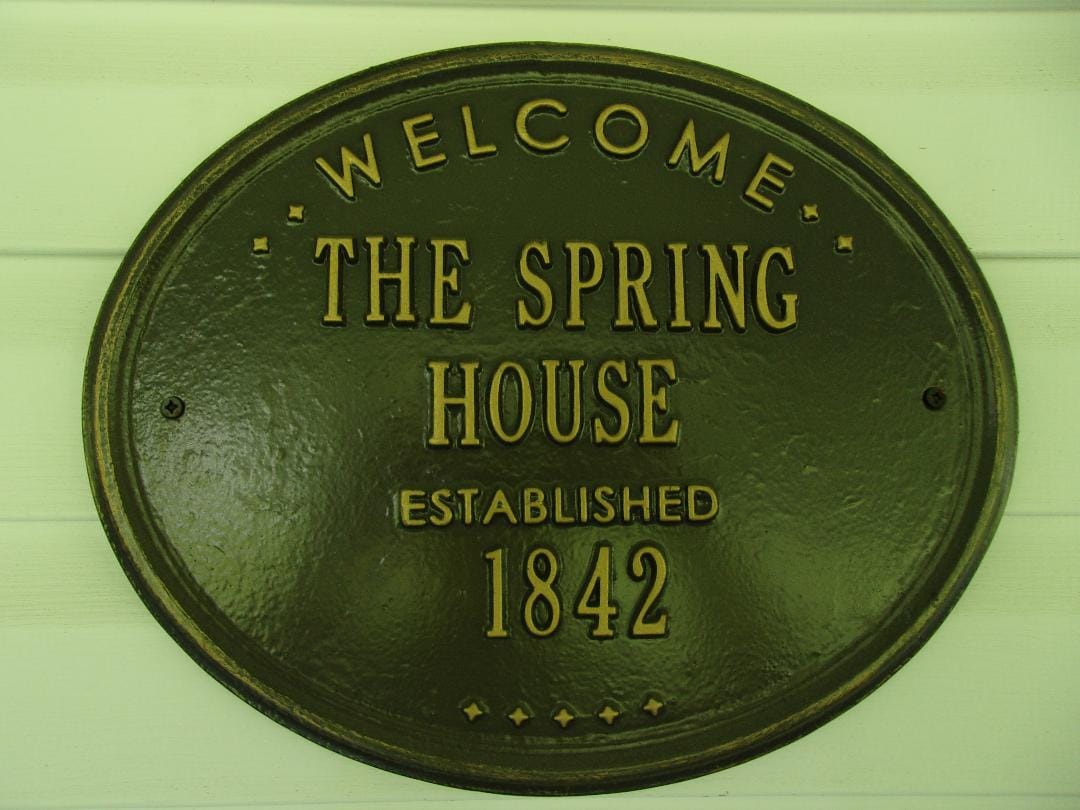 WELCOME
THE SPRING
HOUSE
ESTABLISHED
1842